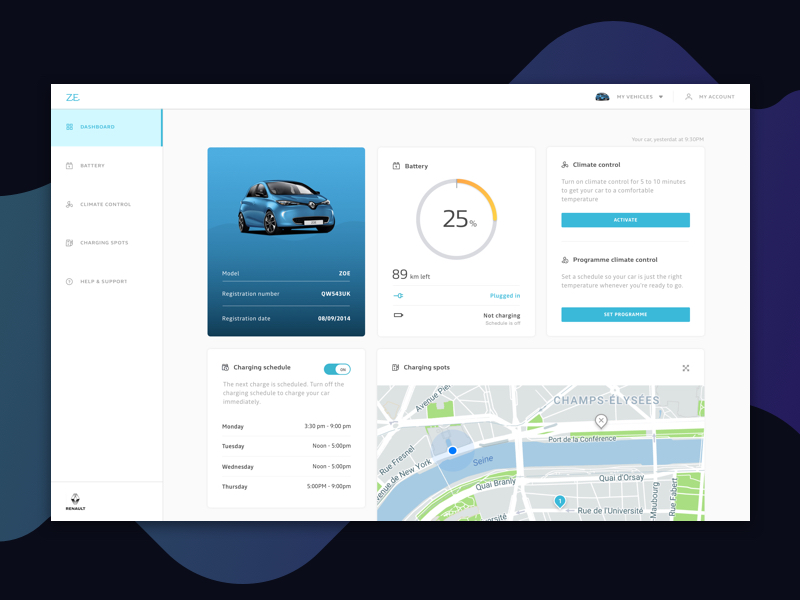 Z.E.
MY VEHICLES
MY ACCOUNT
DASHBOARD
BATTERY
CLIMATE CONTROL
CHARGING SPOTS
HELP & SUPPORT
RENAULT
Your car, yesterdat at 9:30PM
Model ZOE
Registration number QW543UK
Registration date 08/09/2014
Battery
25%
89 km left
Plugged in
Not charging
Schedule is off
Climate control
Turn on climate control for 5 to 10 minutes
to get your car to a comfortable
temperature
ACTIVATE
Programme climate control
Set a schedule so your car is just the right
temperature whenever you're ready to go.
SET PROGRAMME
Charging schedule
ON
The next charge is scheduled. Turn off the
charging schedule to charge your car
immediately.
Monday 3:30 pm - 9:00 pm
Tuesday Noon - 5:00pm
Wednesday Noon - 5:00pm
Thursday 5:00PM - 9:00pm
Charging spots
CHAMPS-ÉLYSÉES
Port de la Conférence
Rue Fresnel
Avenue de New York
Seine
Quai Branly
Quai d'Orsay
1
Rue de l'Université
l'Université
Maubourg
Rue Fabert